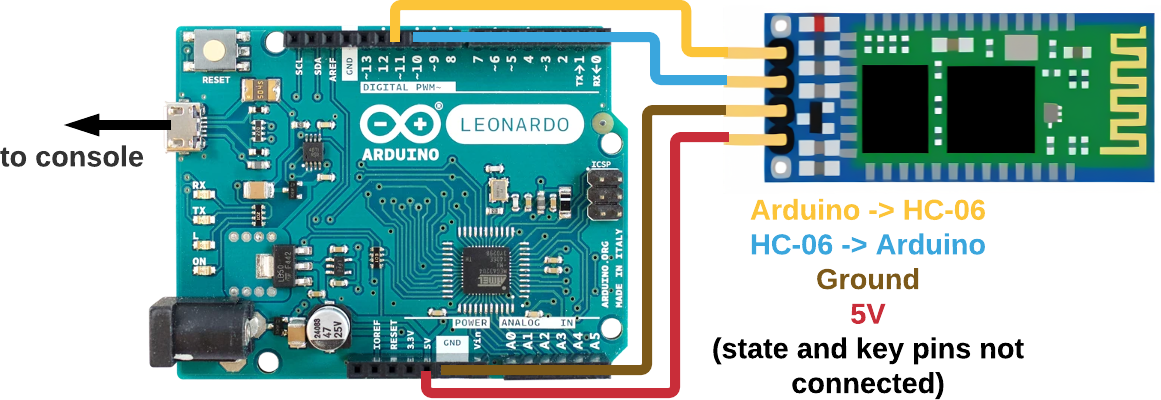 RESET
SCL
SDA
AREF
GND
~13
12
~11
~10
~9
8
7
~6
~5
4
~3
2
TX→1
RX←0
DIGITAL PWM~
LEONARDO
ARDUINO
to console
RX
TX
L
ON
ICSP
ARDUINO.ORG
MADE IN ITALY
ATMEL
47
25V
IOREF
RESET
3.3V
5V
GND
Vin
POWER
ANALOG IN
A0
A1
A2
A3
A4
A5
Arduino -> HC-06
HC-06 -> Arduino
Ground
5V
(state and key pins not
connected)